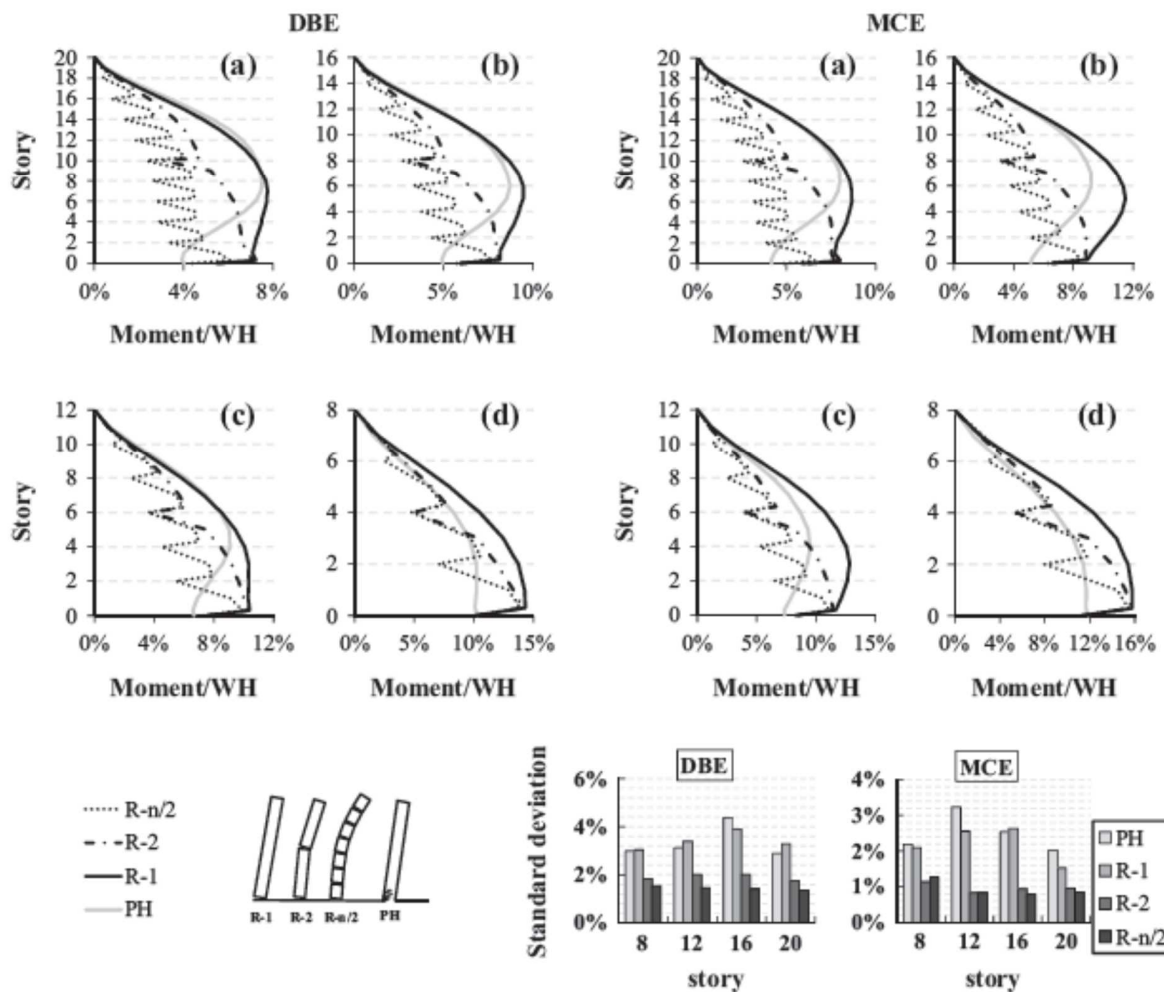 DBE MCE
(a) (b) (a) (b)
Story
20
18
16
14
12
10
8
6
4
2
0
0% 4% 8%
Moment/WH
16
14
12
10
8
6
4
2
0
0% 5% 10%
Moment/WH
Story
20
18
16
14
12
10
8
6
4
2
0
0% 5% 10%
Moment/WH
16
14
12
10
8
6
4
2
0
0% 4% 8% 12%
Moment/WH
(c) (d) (c) (d)
Story
12
10
8
6
4
2
0
0% 4% 8% 12%
Moment/WH
8
6
4
2
0
0% 5% 10% 15%
Moment/WH
Story
12
10
8
6
4
2
0
0% 5% 10% 15%
Moment/WH
8
6
4
2
0
0% 4% 8% 12% 16%
Moment/WH
R-n/2
R-2
R-1
PH
R-1 R-2 R-n/2 PH
Standard deviation
DBE
6%
4%
2%
0%
8 12 16 20
story
MCE
4%
3%
2%
1%
0%
8 12 16 20
story
PH
R-1
R-2
R-n/2